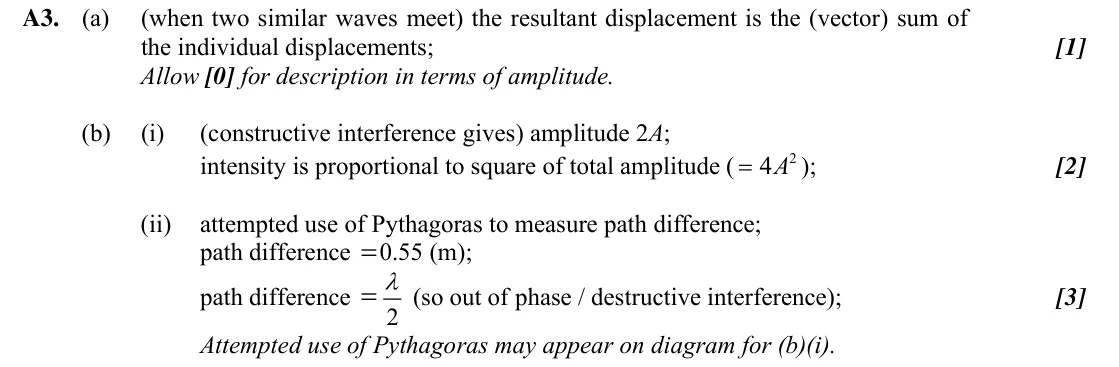 A3. (a) (when two similar waves meet) the resultant displacement is the (vector) sum of
the individual displacements; [1]
Allow [0] for description in terms of amplitude.
(b) (i) (constructive interference gives) amplitude 2A;
intensity is proportional to square of total amplitude (= 4A²); [2]
(ii) attempted use of Pythagoras to measure path difference;
path difference =0.55 (m);
path difference = λ/2 (so out of phase / destructive interference); [3]
Attempted use of Pythagoras may appear on diagram for (b)(i).